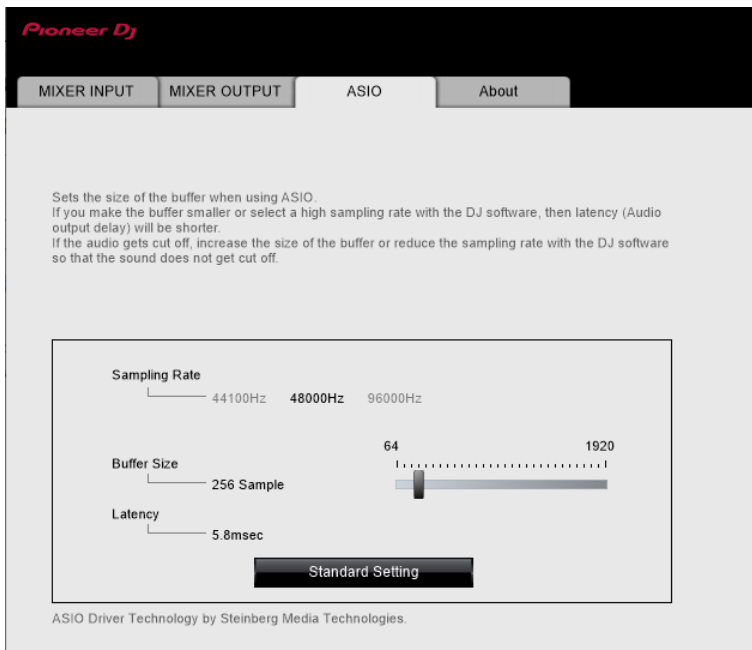 Pioneer Dj
MIXER INPUT MIXER OUTPUT ASIO About
Sets the size of the buffer when using ASIO.
If you make the buffer smaller or select a high sampling rate with the DJ software, then latency (Audio
output delay) will be shorter.
If the audio gets cut off, increase the size of the buffer or reduce the sampling rate with the DJ software
so that the sound does not get cut off.
Sampling Rate
44100Hz 48000Hz 96000Hz
64 1920
Buffer Size
256 Sample
Latency
5.8msec
Standard Setting
ASIO Driver Technology by Steinberg Media Technologies.